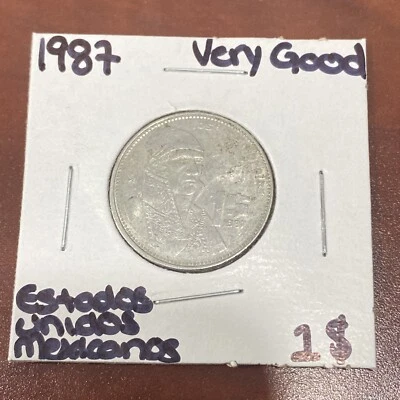 1987 Very Good
Estados
unidos
mexicanos
1$